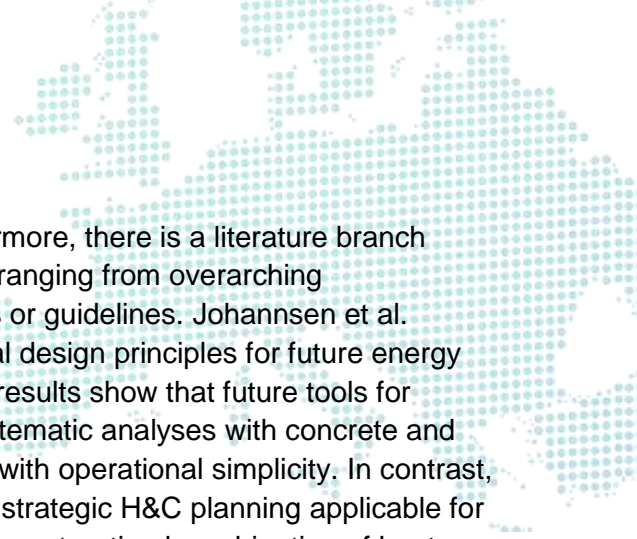 rmore, there is a literature branch
ranging from overarching
s or guidelines. Johannsen et al.
al design principles for future energy
results show that future tools for
tematic analyses with concrete and
with operational simplicity. In contrast,
strategic H&C planning applicable for